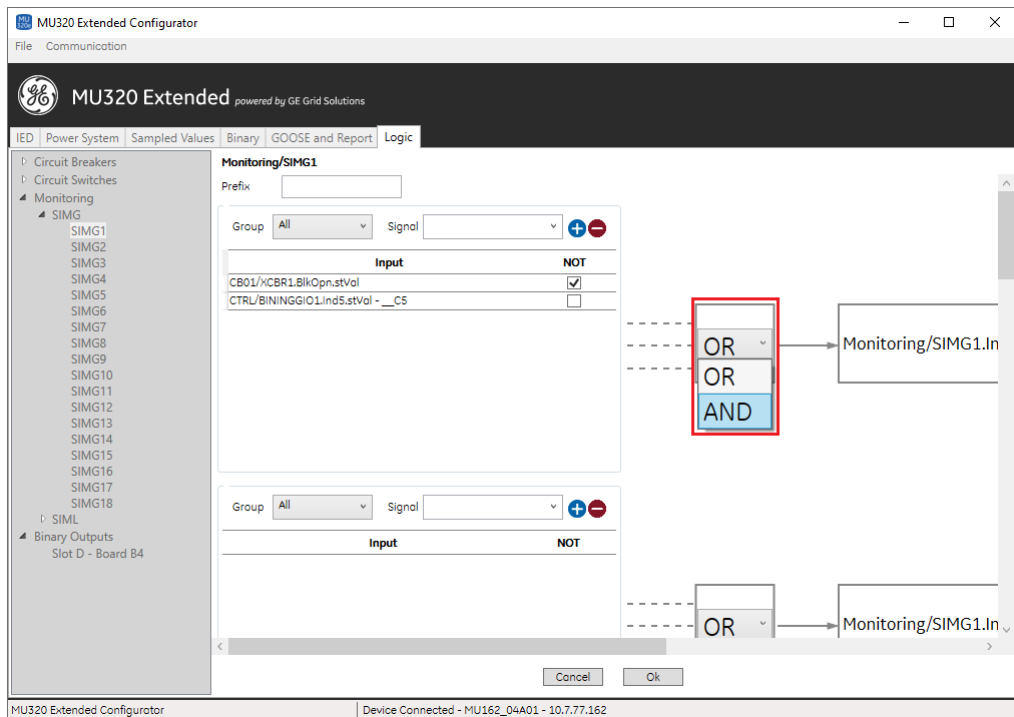 MU320 Extended Configurator
File Communication
MU320 Extended powered by GE Grid Solutions
IED Power System Sampled Values Binary GOOSE and Report Logic
Circuit Breakers
Circuit Switches
Monitoring
SIMG
SIMG1
SIMG2
SIMG3
SIMG4
SIMG5
SIMG6
SIMG7
SIMG8
SIMG9
SIMG10
SIMG11
SIMG12
SIMG13
SIMG14
SIMG15
SIMG16
SIMG17
SIMG18
SIML
Binary Outputs
Slot D - Board B4
Monitoring/SIMG1
Prefix
Group All Signal
Input NOT
CB01/XCBR1.BlkOpn.stVal
CTRL/BININGGIO1.Ind5.stVal - __C5
OR
OR
AND
Monitoring/SIMG1.In
Group All Signal
Input NOT
OR
Monitoring/SIMG1.In
Cancel Ok
MU320 Extended Configurator Device Connected - MU162_04A01 - 10.7.77.162